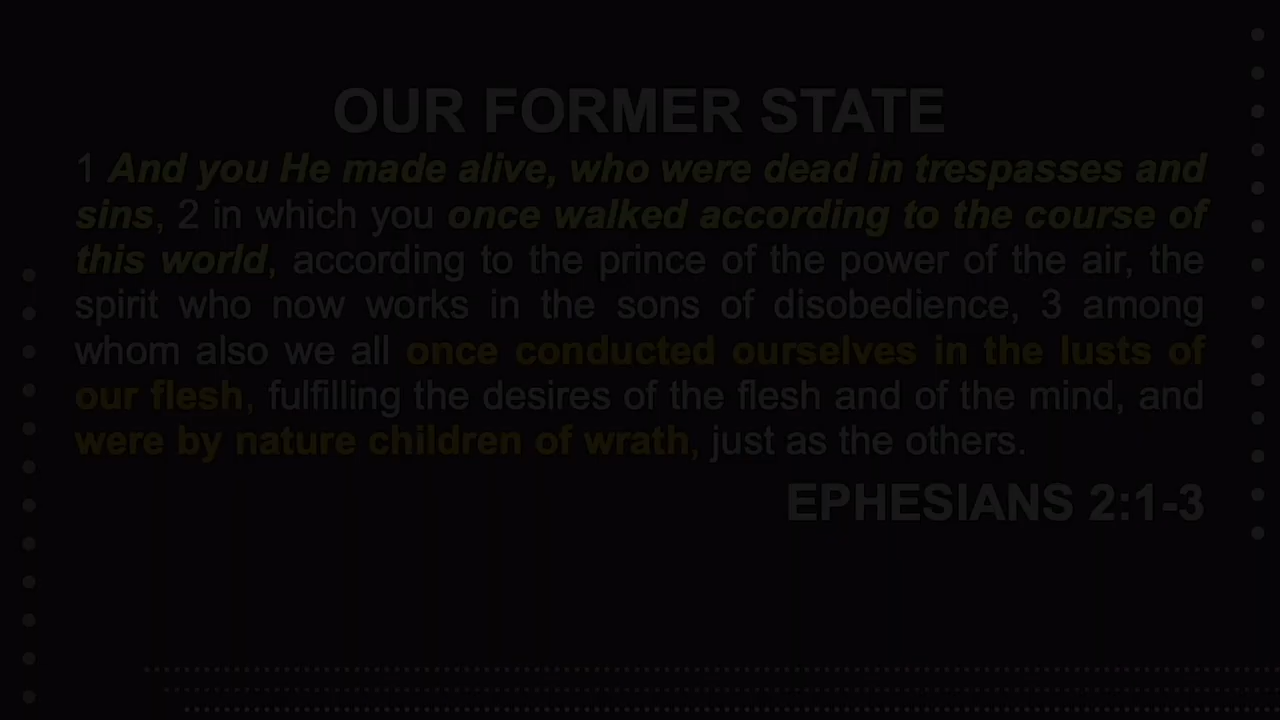 OUR FORMER STATE
1 And you He made alive, who were dead in trespasses and
sins, 2 in which you once walked according to the course of
this world, according to the prince of the power of the air, the
spirit who now works in the sons of disobedience, 3 among
whom also we all once conducted ourselves in the lusts of
our flesh, fulfilling the desires of the flesh and of the mind, and
were by nature children of wrath, just as the others.
EPHESIANS 2:1-3